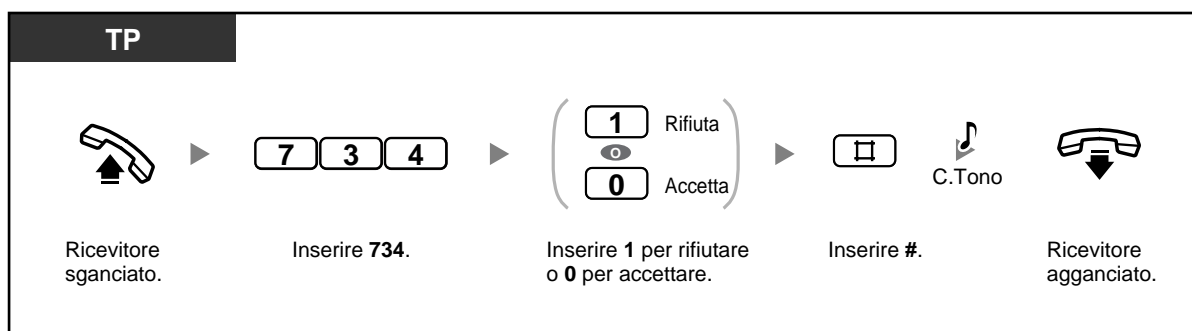 TP
7 3 4
1 Rifiuta
o
0 Accetta
#
C.Tono
Ricevitore sganciato.
Inserire 734.
Inserire 1 per rifiutare
o 0 per accettare.
Inserire #.
Ricevitore agganciato.